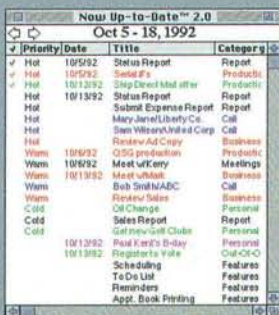 Now Up-to-Date™ 2.0
Oct 5 - 18, 1992
✓ Priority Date Title Category
✓ Hot 10/5/92 Status Report Report
✓ Hot 10/5/92 Serial #'s Productic
✓ Hot 10/12/92 Ship Direct Mail offer Productic
Hot 10/13/92 Status Report Report
Hot Submit Expense Report Report
Hot Mary Jane/Liberty Co. Call
Hot Sam Wilson/United Corp Call
Hot Review Ad Copy Business
Warm 10/6/92 QSG production Productic
Warm 10/6/92 Meet w/Kerry Meetings
Warm 10/13/92 Meet w/Mark Business
Warm Bob Smith/ABC Call
Warm Review Sales Business
Cold Oil Change Personal
Cold Sales Report Report
Cold Get new Golf Clubs Personal
10/12/92 Paul Kent's B-day Personal
10/13/92 Register to Vote Out-Of-O
Scheduling Features
To Do List Features
Reminders Features
Appt. Book Printing Features